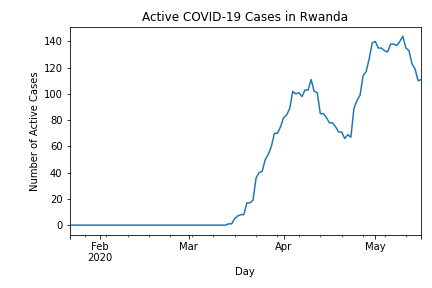 Active COVID-19 Cases in Rwanda
Number of Active Cases
140
120
100
80
60
40
20
0
Feb Mar Apr May
2020
Day